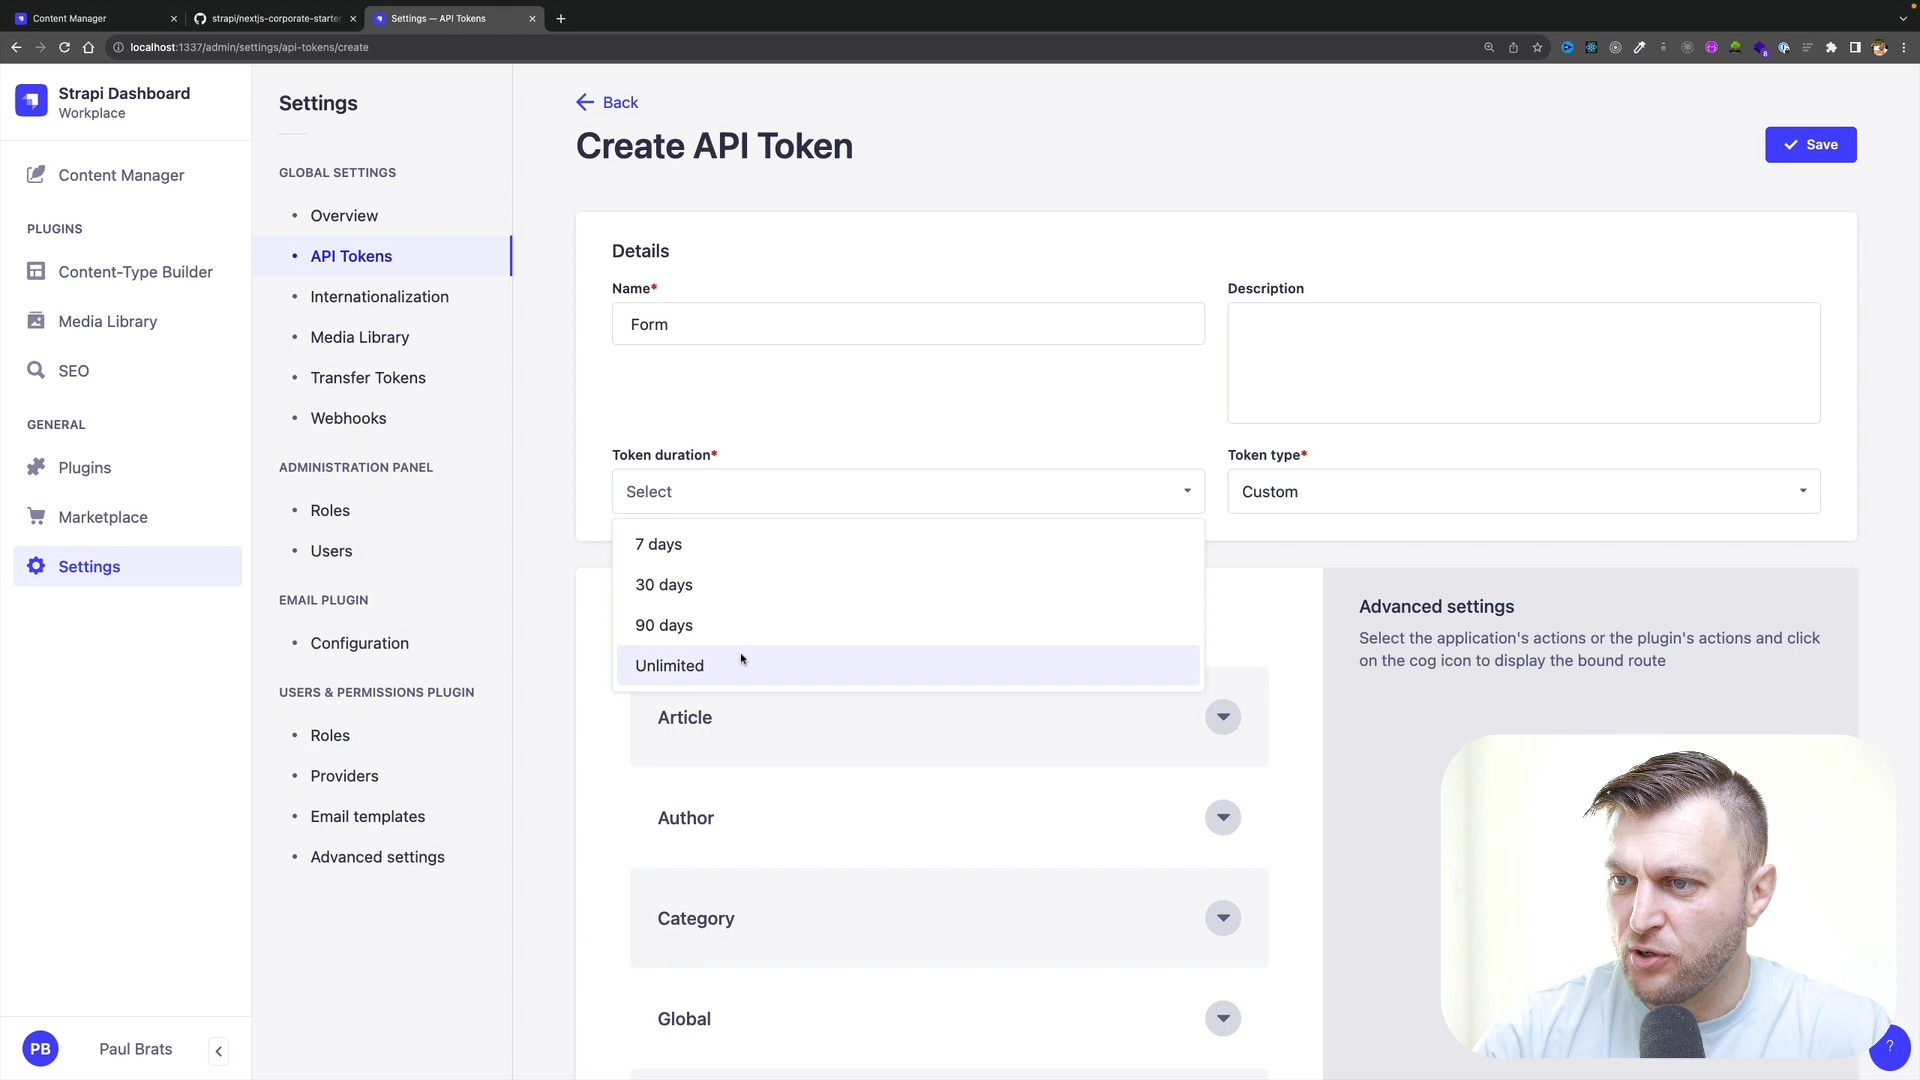 Content Manager
strapi/nextjs-corporate-starter
Settings — API Tokens
localhost:1337/admin/settings/api-tokens/create
8
Strapi Dashboard
Workplace
Content Manager
PLUGINS
Content-Type Builder
Media Library
SEO
GENERAL
Plugins
Marketplace
Settings
PB
Paul Brats
Settings
GLOBAL SETTINGS
Overview
API Tokens
Internationalization
Media Library
Transfer Tokens
Webhooks
ADMINISTRATION PANEL
Roles
Users
EMAIL PLUGIN
Configuration
USERS & PERMISSIONS PLUGIN
Roles
Providers
Email templates
Advanced settings
Back
Create API Token
Save
Details
Name*
Form
Description
Token duration*
Select
Token type*
Custom
7 days
30 days
90 days
Unlimited
Article
Author
Category
Global
Advanced settings
Select the application's actions or the plugin's actions and click
on the cog icon to display the bound route
?